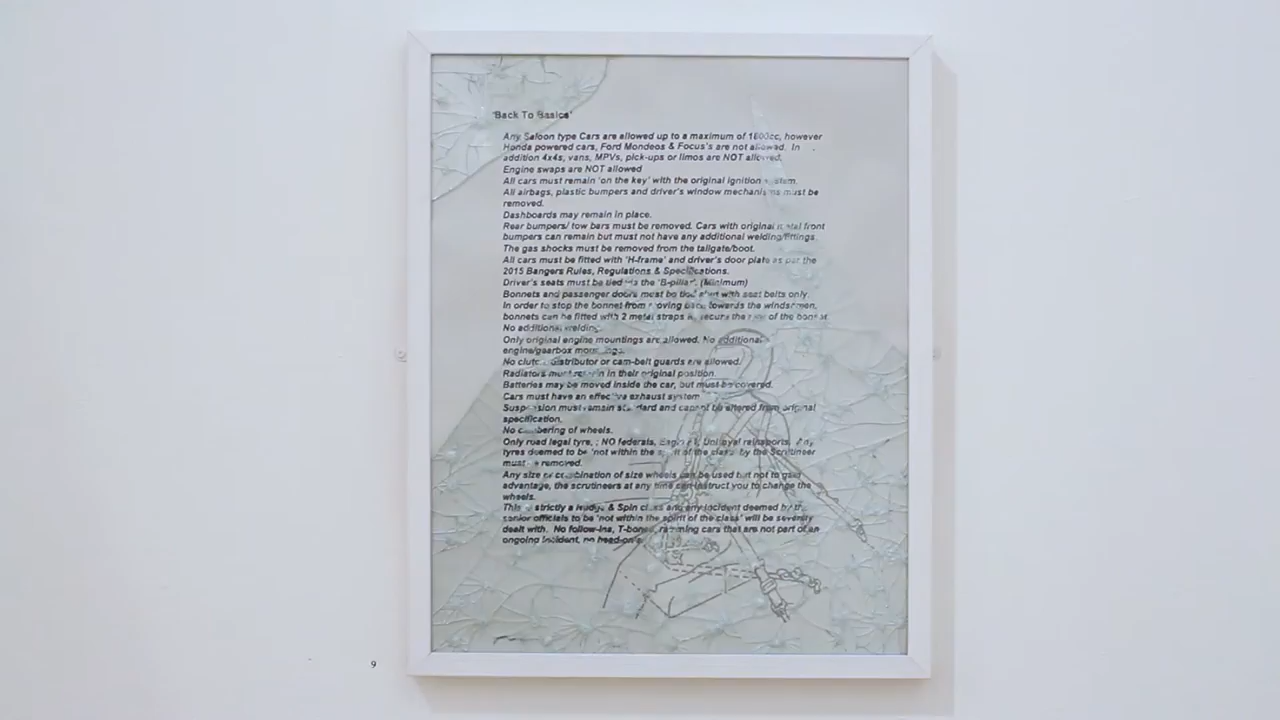 'Back To Basics'
Any Saloon type Cars are allowed up to a maximum of 1800cc, however
Honda powered cars, Ford Mondeos & Focus's are not allowed. In
addition 4x4s, vans, MPVs, pick-ups or limos are NOT allowed.
Engine swaps are NOT allowed
All cars must remain 'on the key' with the original ignition system.
All airbags, plastic bumpers and driver's window mechanisms must be
removed.
Dashboards may remain in place.
Rear bumpers/ tow bars must be removed. Cars with original metal front
bumpers can remain but must not have any additional welding/fittings.
The gas shocks must be removed from the tailgate/boot.
All cars must be fitted with 'H-frame' and driver's door plate as per the
2015 Bangers Rules, Regulations & Specifications.
Driver's seats must be tied via the 'B-pillar'. (Minimum)
Bonnets and passenger doors must be tied shut with seat belts only.
In order to stop the bonnet from moving back towards the windscreen,
bonnets can be fitted with 2 metal straps to secure the rear of the bonnet
No additional welding.
Only original engine mountings are allowed. No additional
engine/gearbox mountings.
No clutch, distributor or cam-belt guards are allowed.
Radiators must remain in their original position.
Batteries may be moved inside the car, but must be covered.
Cars must have an effective exhaust system
Suspension must remain standard and cannot be altered from original
specification.
No cambering of wheels.
Only road legal tyres, NO federals, Any
tyres deemed to be 'not within the spirit of the class' by the Scrutineer
must be removed.
Any size or combination of size wheels can be used but not to gain
advantage, the scrutineers at any time can instruct you to change the
wheels.
This is strictly a Nudge & Spin class and any incident deemed by the
senior officials to be 'not within the spirit of the class' will be severely
dealt with. No follow-ins, T-bones, ramming cars that are not part of an
ongoing incident, no head-ons
9